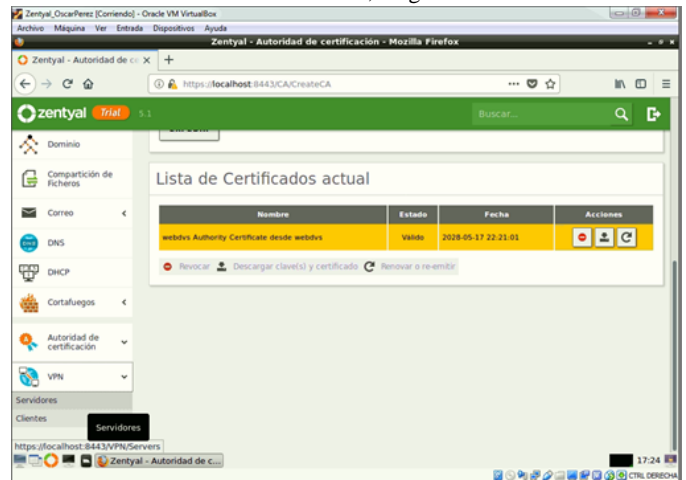 Zentyal_OscarPerez [Corriendo] - Oracle VM VirtualBox
Archivo Máquina Ver Entrada Dispositivos Ayuda
Zentyal - Autoridad de certificación - Mozilla Firefox
Zentyal - Autoridad de ce × +
https://localhost:8443/CA/CreateCA
zentyal Trial 5.1 Buscar...
Dominio
Compartición de
Ficheros
Correo
DNS
DHCP
Cortafuegos
Autoridad de
certificación
VPN
Servidores
Clientes
Servidores
Lista de Certificados actual
Nombre Estado Fecha Acciones
webdvs Authority Certificate desde webdvs Válido 2028-05-17 22:21:01
Revocar Descargar clave(s) y certificado Renovar o re-emitir
https://localhost:8443/VPN/Servers
Zentyal - Autoridad de c... 17:24
CTRL DERECHA